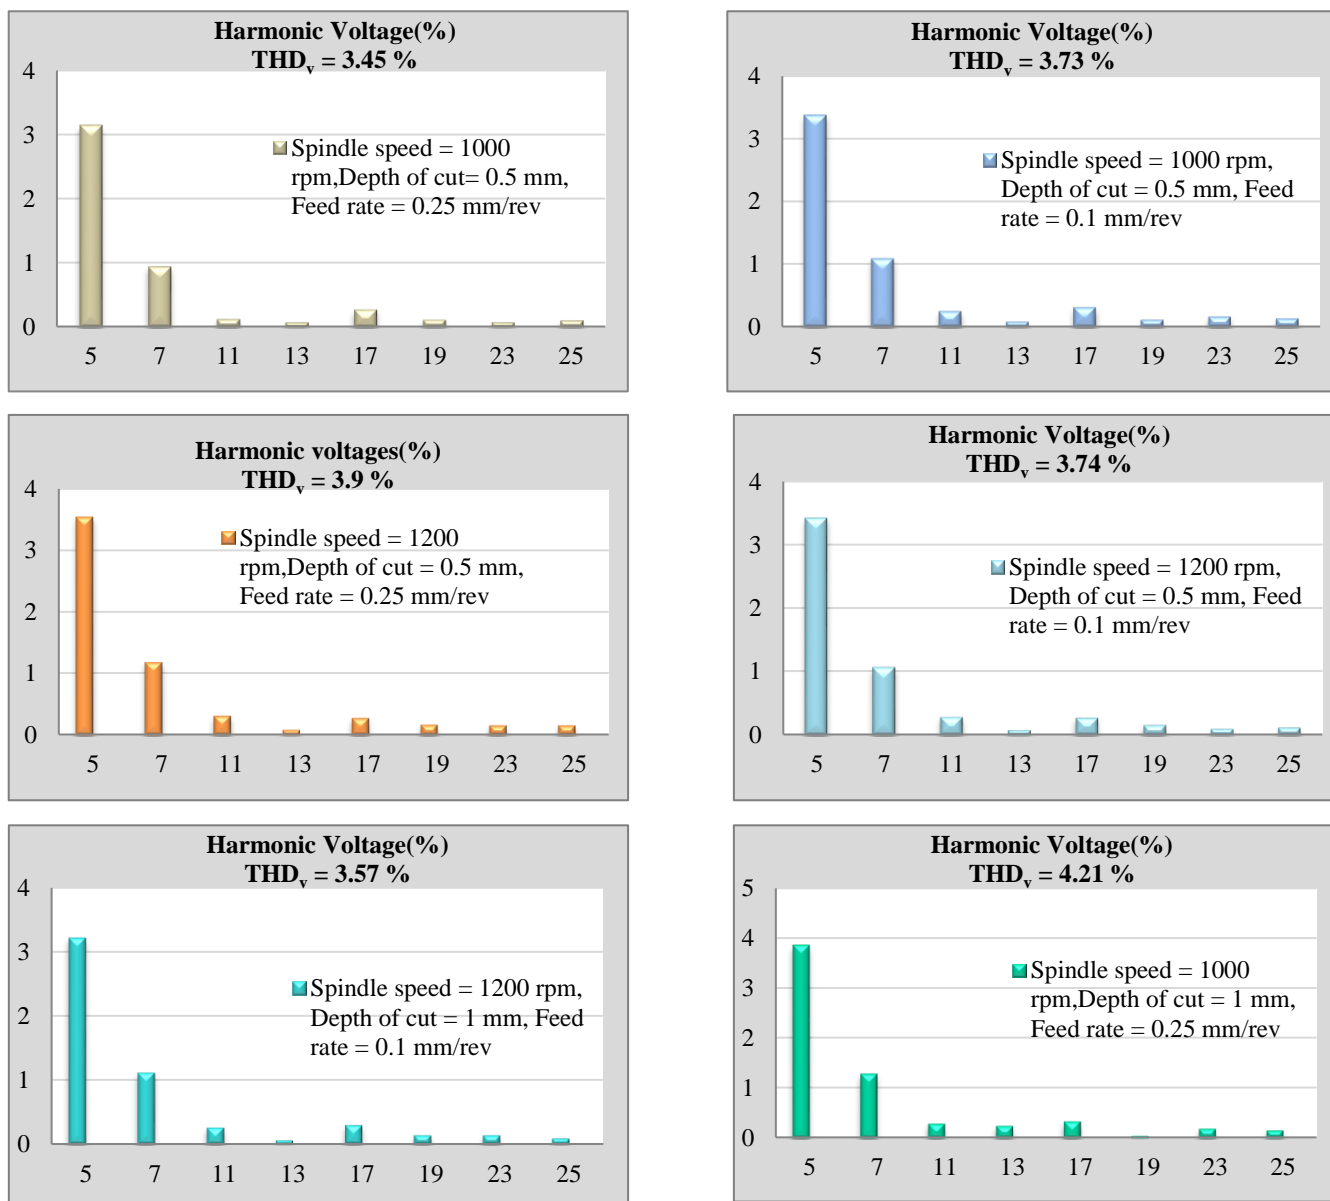 Harmonic Voltage(%)
THDv = 3.45 %
4
3
2
1
0
Spindle speed = 1000
rpm,Depth of cut= 0.5 mm,
Feed rate = 0.25 mm/rev
5 7 11 13 17 19 23 25
Harmonic Voltage(%)
THDv = 3.73 %
4
3
2
1
0
Spindle speed = 1000 rpm,
Depth of cut = 0.5 mm, Feed
rate = 0.1 mm/rev
5 7 11 13 17 19 23 25
Harmonic voltages(%)
THDv = 3.9 %
4
3
2
1
0
Spindle speed = 1200
rpm,Depth of cut = 0.5 mm,
Feed rate = 0.25 mm/rev
5 7 11 13 17 19 23 25
Harmonic Voltage(%)
THDv = 3.74 %
4
3
2
1
0
Spindle speed = 1200 rpm,
Depth of cut = 0.5 mm, Feed
rate = 0.1 mm/rev
5 7 11 13 17 19 23 25
Harmonic Voltage(%)
THDv = 3.57 %
4
3
2
1
0
Spindle speed = 1200 rpm,
Depth of cut = 1 mm, Feed
rate = 0.1 mm/rev
5 7 11 13 17 19 23 25
Harmonic Voltage(%)
THDv = 4.21 %
5
4
3
2
1
0
Spindle speed = 1000
rpm,Depth of cut = 1 mm,
Feed rate = 0.25 mm/rev
5 7 11 13 17 19 23 25